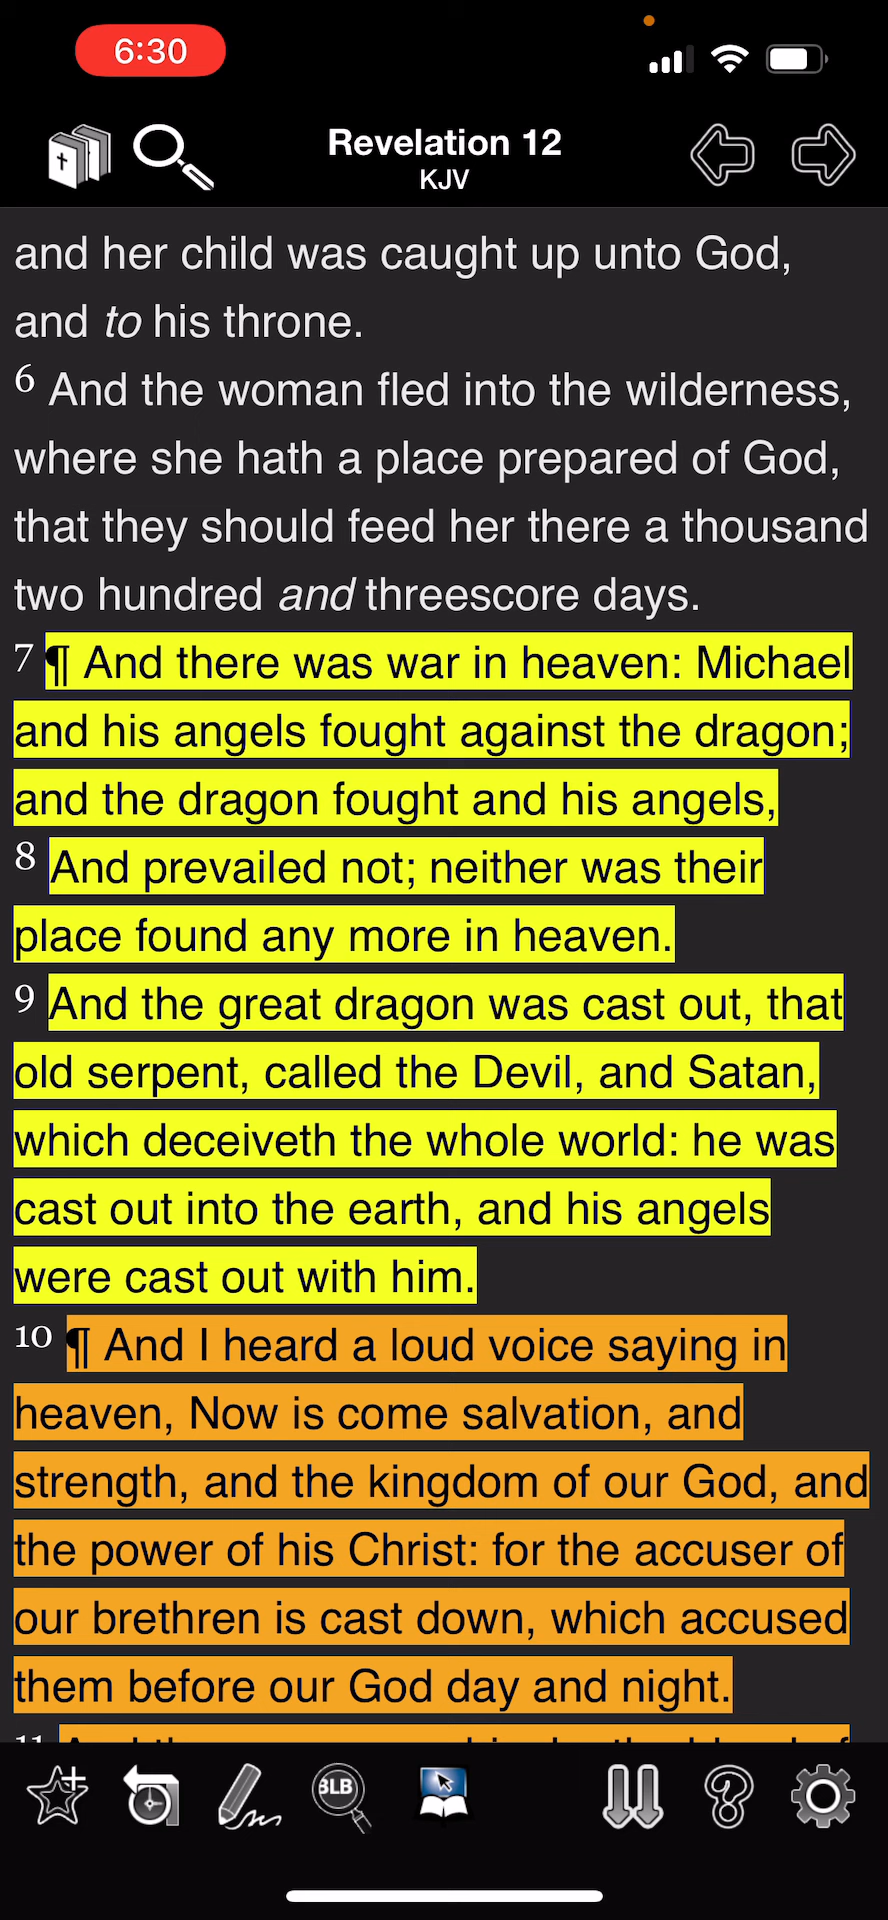 6:30
Revelation 12
KJV
and her child was caught up unto God,
and to his throne.
6 And the woman fled into the wilderness,
where she hath a place prepared of God,
that they should feed her there a thousand
two hundred and threescore days.
7 ¶ And there was war in heaven: Michael
and his angels fought against the dragon;
and the dragon fought and his angels,
8 And prevailed not; neither was their
place found any more in heaven.
9 And the great dragon was cast out, that
old serpent, called the Devil, and Satan,
which deceiveth the whole world: he was
cast out into the earth, and his angels
were cast out with him.
10 ¶ And I heard a loud voice saying in
heaven, Now is come salvation, and
strength, and the kingdom of our God, and
the power of his Christ: for the accuser of
our brethren is cast down, which accused
them before our God day and night.
11
BLB